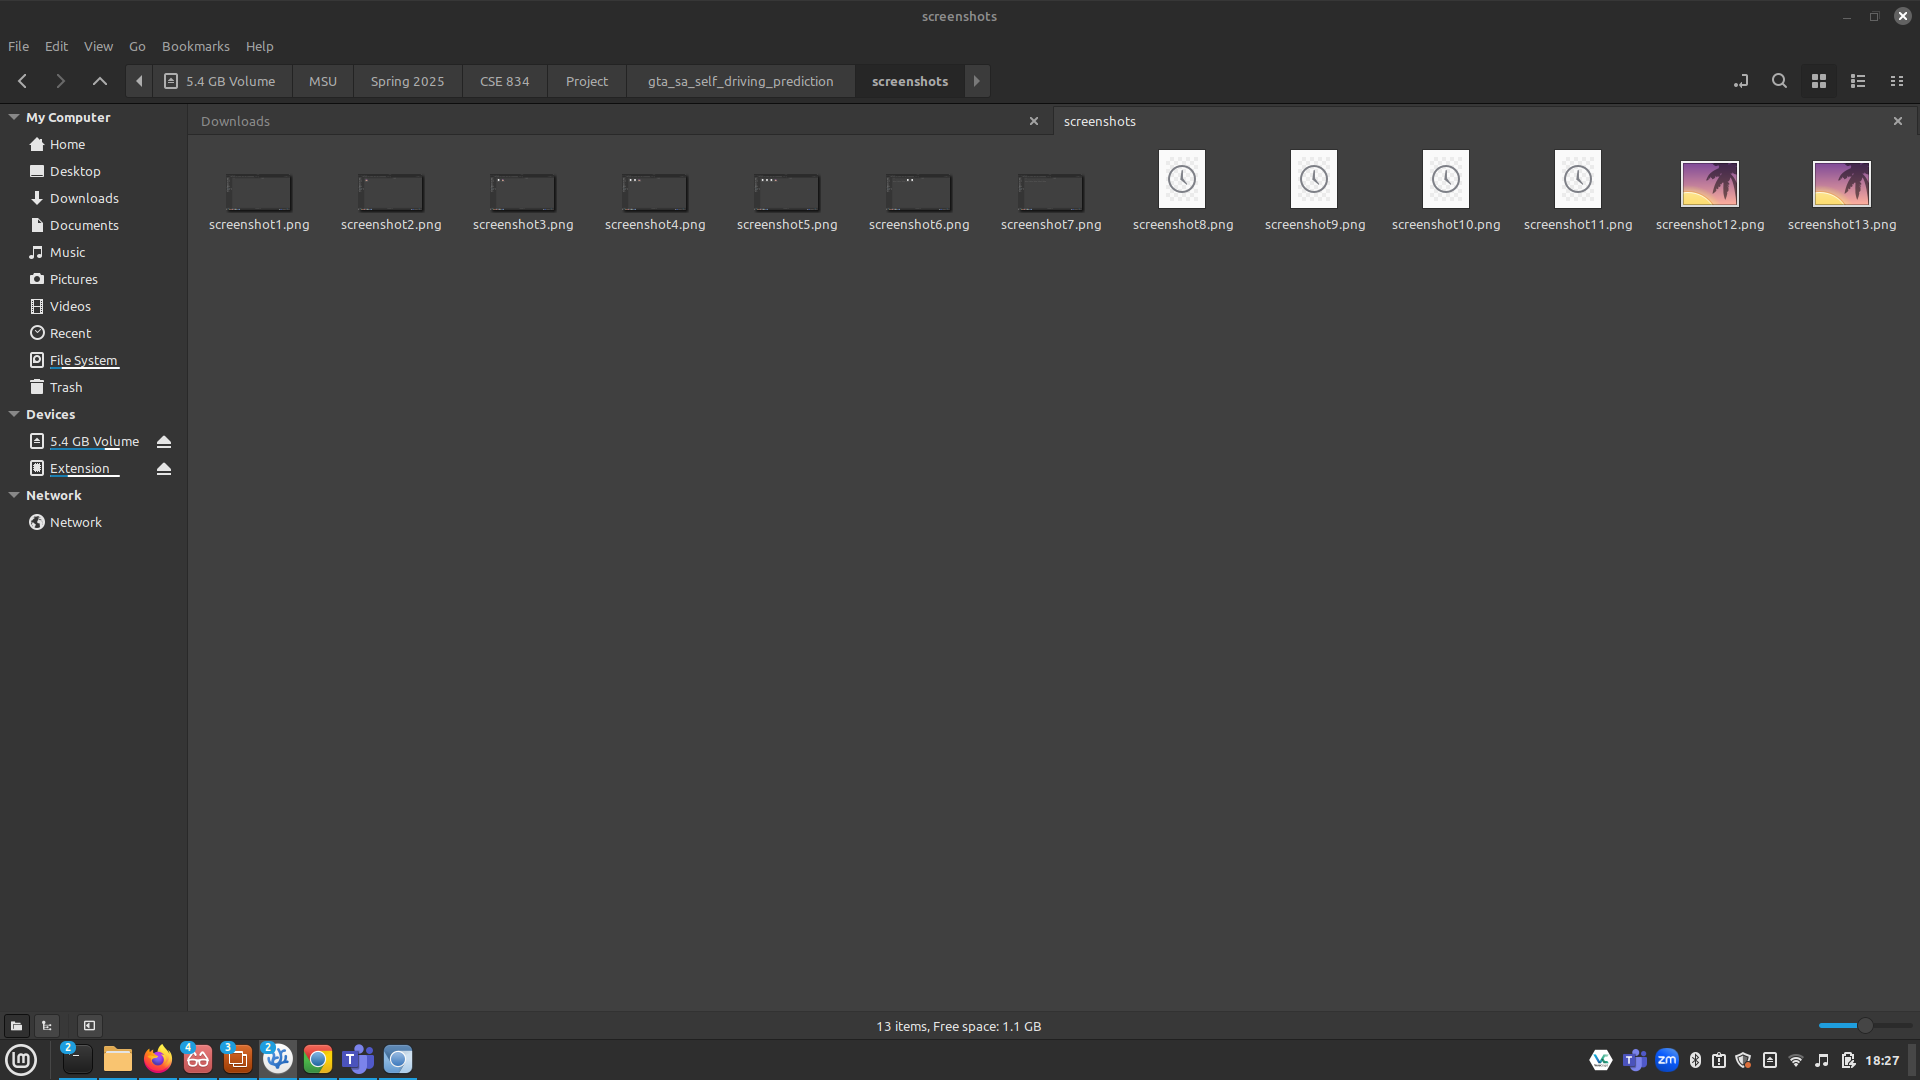 screenshots
File Edit View Go Bookmarks Help
5.4 GB Volume MSU Spring 2025 CSE 834 Project gta_sa_self_driving_prediction screenshots
My Computer
Home
Desktop
Downloads
Documents
Music
Pictures
Videos
Recent
File System
Trash
Devices
5.4 GB Volume
Extension
Network
Network
Downloads screenshots
screenshot1.png screenshot2.png screenshot3.png screenshot4.png screenshot5.png screenshot6.png screenshot7.png screenshot8.png screenshot9.png screenshot10.png screenshot11.png screenshot12.png screenshot13.png
13 items, Free space: 1.1 GB
2 4 3 2 T VC T zm 18:27